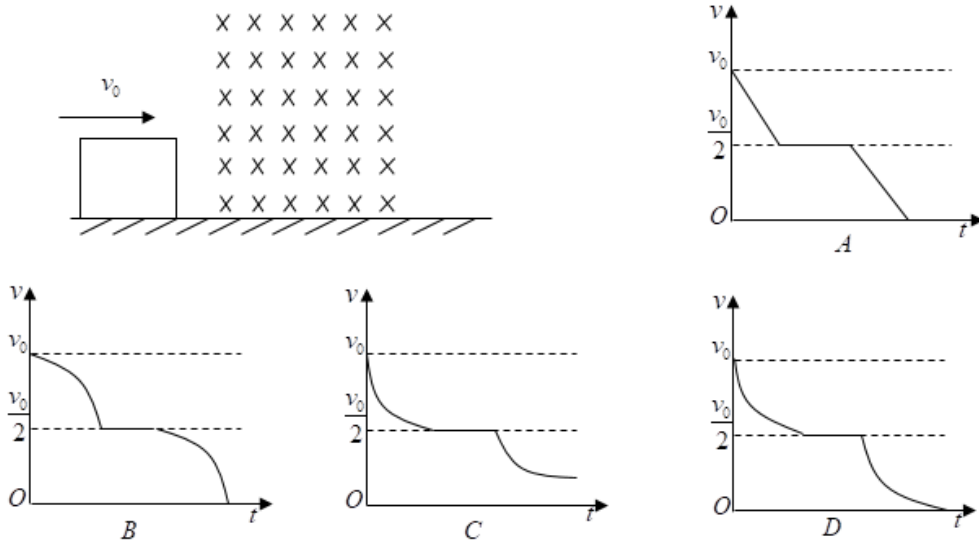 v₀
× × × × × ×
× × × × × ×
× × × × × ×
× × × × × ×
× × × × × ×
× × × × × ×
v
v₀
v₀
2
O
t
A
v
v₀
v₀
2
O
t
B
v
v₀
v₀
2
O
t
C
v
v₀
v₀
2
O
t
D